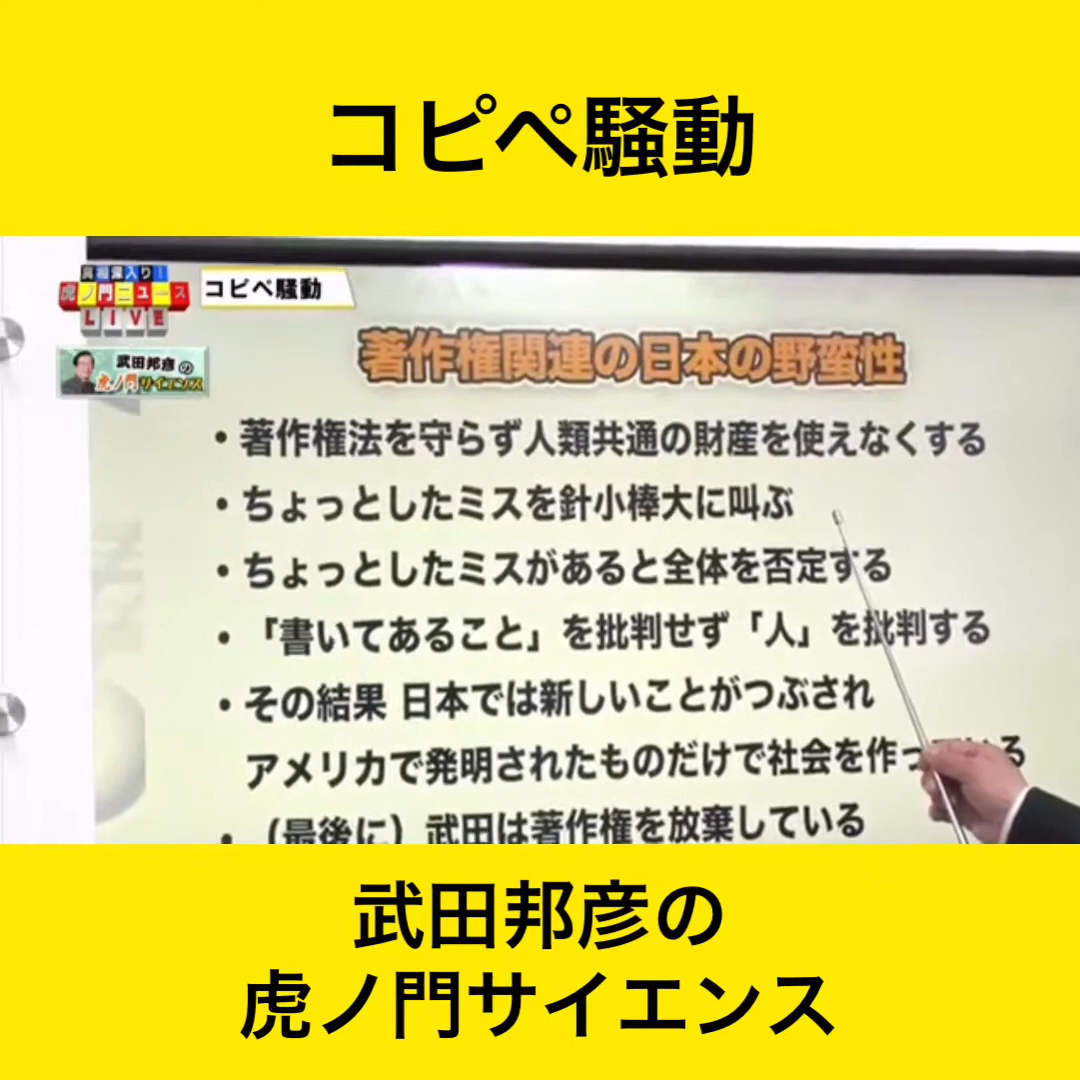 コピペ騒動
真相深入り！
虎ノ門ニュース
LIVE
コピペ騒動
武田邦彦の
虎ノ門サイエンス
著作権関連の日本の野蛮性
・著作権法を守らず人類共通の財産を使えなくする
・ちょっとしたミスを針小棒大に叫ぶ
・ちょっとしたミスがあると全体を否定する
・「書いてあること」を批判せず「人」を批判する
・その結果 日本では新しいことがつぶされ
アメリカで発明されたものだけで社会を作っている
・（最後に）武田は著作権を放棄している
武田邦彦の
虎ノ門サイエンス